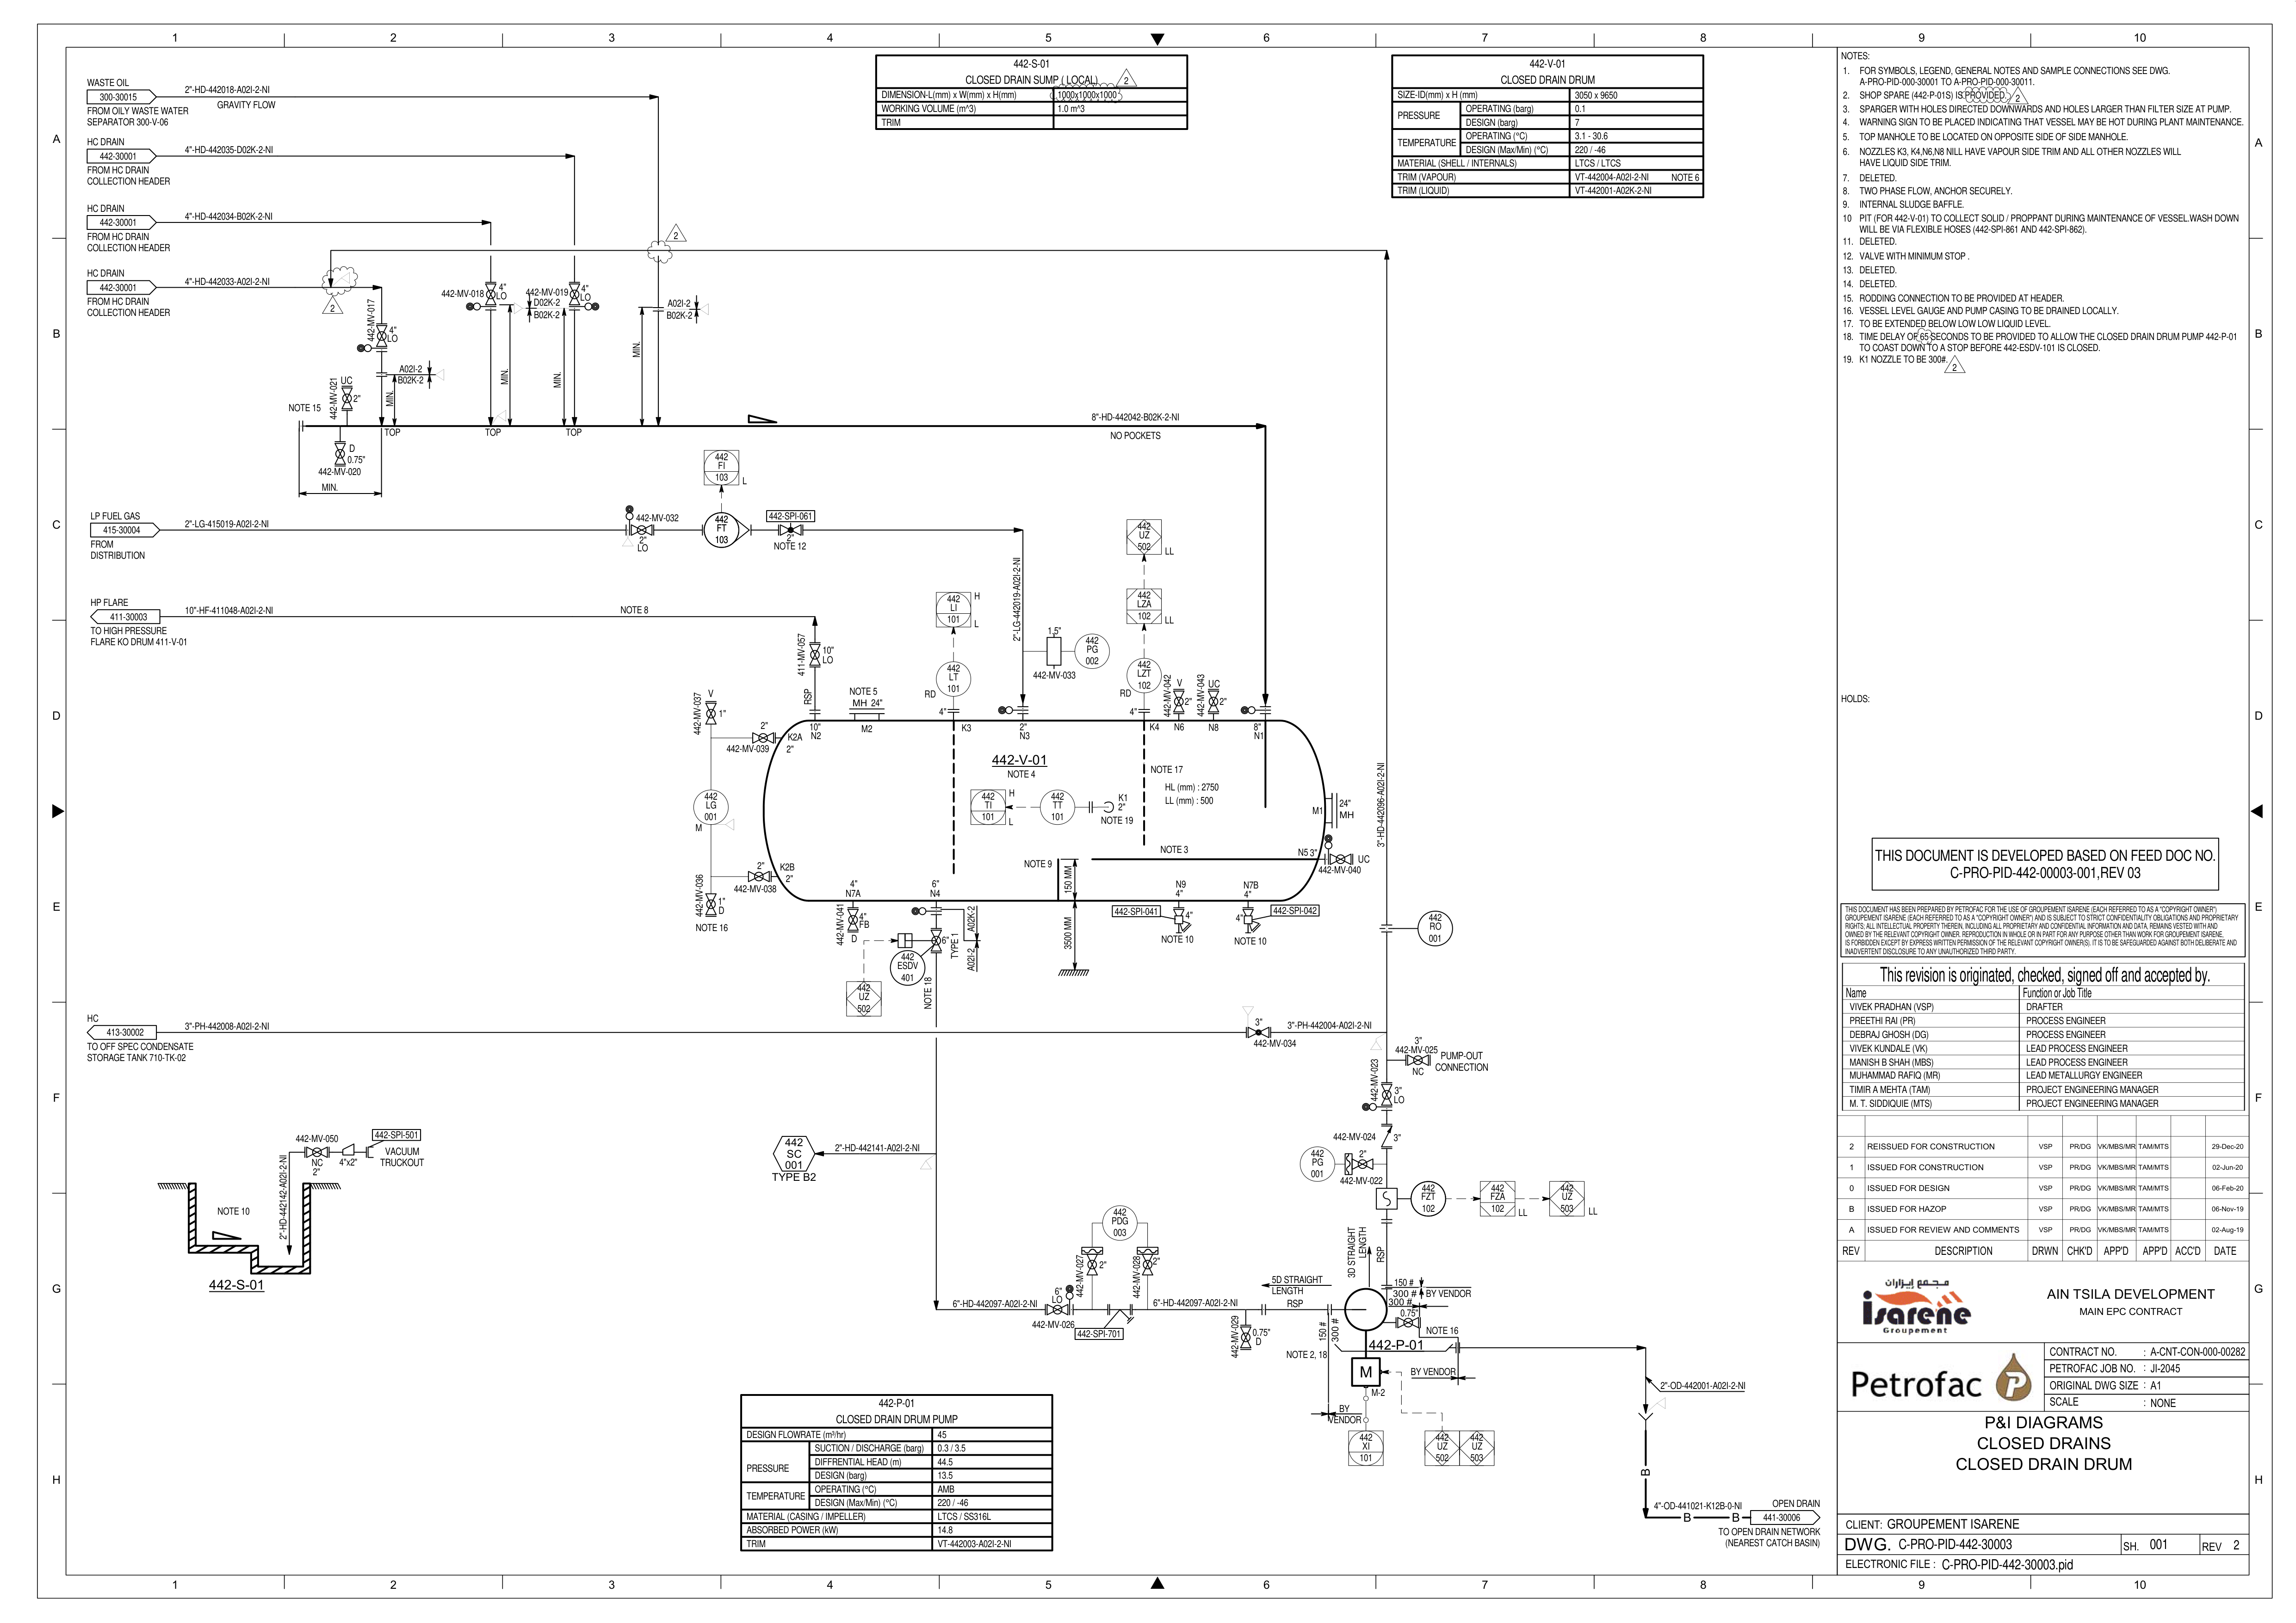 1 2 3 4 5 6 7 8 9 10
A
B
C
D
E
F
G
H
WASTE OIL
300-30015
FROM OILY WASTE WATER
SEPARATOR 300-V-06
2"-HD-442018-A02I-2-NI
GRAVITY FLOW
HC DRAIN
442-30001
FROM HC DRAIN
COLLECTION HEADER
4"-HD-442035-D02K-2-NI
HC DRAIN
442-30001
FROM HC DRAIN
COLLECTION HEADER
4"-HD-442034-B02K-2-NI
HC DRAIN
442-30001
FROM HC DRAIN
COLLECTION HEADER
4"-HD-442033-A02I-2-NI
442-S-01
CLOSED DRAIN SUMP ( LOCAL)
2
DIMENSION-L(mm) x W(mm) x H(mm) 1000x1000x1000
WORKING VOLUME (m^3) 1.0 m^3
TRIM
442-V-01
CLOSED DRAIN DRUM
SIZE-ID(mm) x H (mm) 3050 x 9650
PRESSURE
OPERATING (barg) 0.1
DESIGN (barg) 7
TEMPERATURE
OPERATING (°C) 3.1 - 30.6
DESIGN (Max/Min) (°C) 220 / -46
MATERIAL (SHELL / INTERNALS) LTCS / LTCS
TRIM (VAPOUR) VT-442004-A02I-2-NI NOTE 6
TRIM (LIQUID) VT-442001-A02K-2-NI
2
2
442-MV-017
4"
LO
442-MV-018
4"
LO
442-MV-019
4"
LO
D02K-2
B02K-2
A02I-2
B02K-2
A02I-2
B02K-2
MIN.
MIN.
MIN.
MIN.
442-MV-021
UC
2"
NOTE 15
TOP
TOP
TOP
D
0.75"
442-MV-020
MIN.
8"-HD-442042-B02K-2-NI
NO POCKETS
LP FUEL GAS
415-30004
FROM
DISTRIBUTION
2"-LG-415019-A02I-2-NI
442-MV-032
2"
LO
442
FI
103
L
442
FT
103
442-SPI-061
2"
NOTE 12
2"-LG-442019-A02I-2-NI
HP FLARE
411-30003
TO HIGH PRESSURE
FLARE KO DRUM 411-V-01
10"-HF-411048-A02I-2-NI
NOTE 8
411-MV-057
10"
LO
RSP
442
LI
101
H
L
442
LT
101
RD
4"
1.5"
442-MV-033
442
PG
002
442
UZ
502
LL
442
LZA
102
LL
442
LZT
102
RD
4"
442-MV-042
V
2"
442-MV-043
UC
2"
NOTE 5
MH 24"
442-MV-037
V
1"
2"
442-MV-039
K2A
2"
10"
N2
M2
K3
2"
N3
K4
N6
N8
8"
N1
442-V-01
NOTE 4
NOTE 17
HL (mm) : 2750
LL (mm) : 500
442
TI
101
H
L
442
TT
101
K1
2"
NOTE 19
M1
24"
MH
442
LG
001
M
2"
442-MV-038
K2B
2"
442-MV-036
1"
D
NOTE 16
NOTE 9
NOTE 3
150 MM
3500 MM
N5 3"
UC
442-MV-040
4"
N7A
442-MV-041
4"
FB
D
6"
N4
6"
TYPE 1
A02K-2
A02I-2
442
ESDV
401
442
UZ
502
NOTE 18
N9
4"
442-SPI-041
4"
NOTE 10
N7B
4"
442-SPI-042
4"
NOTE 10
3"-HD-442096-A02I-2-NI
442
RO
001
HC
413-30002
TO OFF SPEC CONDENSATE
STORAGE TANK 710-TK-02
3"-PH-442008-A02I-2-NI
3"
442-MV-034
3"-PH-442004-A02I-2-NI
3"
442-MV-025
NC
PUMP-OUT
CONNECTION
442-MV-023
3"
LO
442-MV-024
3"
442
PG
001
2"
442-MV-022
442
FZT
102
442
FZA
102
LL
442
UZ
503
LL
442-MV-050
NC
2"
4"x2"
442-SPI-501
VACUUM
TRUCKOUT
2"-HD-442142-A02I-2-NI
NOTE 10
442-S-01
442
SC
001
TYPE B2
2"-HD-442141-A02I-2-NI
442
PDG
003
442-MV-027
2"
442-MV-028
2"
6"-HD-442097-A02I-2-NI
6"
LO
442-MV-026
442-SPI-701
6"-HD-442097-A02I-2-NI
442-MV-029
0.75"
D
5D STRAIGHT
LENGTH
RSP
3D STRAIGHT
LENGTH
RSP
150 #
300 #
BY VENDOR
300 #
0.75"
NOTE 16
150 #
300 #
NOTE 2, 18
442-P-01
BY VENDOR
M
M-2
BY
VENDOR
442
XI
101
442
UZ
502
442
UZ
503
2"-OD-442001-A02I-2-NI
B
4"-OD-441021-K12B-0-NI
B
B
OPEN DRAIN
441-30006
TO OPEN DRAIN NETWORK
(NEAREST CATCH BASIN)
442-P-01
CLOSED DRAIN DRUM PUMP
DESIGN FLOWRATE (m³/hr) 45
PRESSURE
SUCTION / DISCHARGE (barg) 0.3 / 3.5
DIFFRENTIAL HEAD (m) 44.5
DESIGN (barg) 13.5
TEMPERATURE
OPERATING (°C) AMB
DESIGN (Max/Min) (°C) 220 / -46
MATERIAL (CASING / IMPELLER) LTCS / SS316L
ABSORBED POWER (kW) 14.8
TRIM VT-442003-A02I-2-NI
NOTES:
1. FOR SYMBOLS, LEGEND, GENERAL NOTES AND SAMPLE CONNECTIONS SEE DWG.
A-PRO-PID-000-30001 TO A-PRO-PID-000-30011.
2. SHOP SPARE (442-P-01S) IS PROVIDED.
2
3. SPARGER WITH HOLES DIRECTED DOWNWARDS AND HOLES LARGER THAN FILTER SIZE AT PUMP.
4. WARNING SIGN TO BE PLACED INDICATING THAT VESSEL MAY BE HOT DURING PLANT MAINTENANCE.
5. TOP MANHOLE TO BE LOCATED ON OPPOSITE SIDE OF SIDE MANHOLE.
6. NOZZLES K3, K4,N6,N8 NILL HAVE VAPOUR SIDE TRIM AND ALL OTHER NOZZLES WILL
HAVE LIQUID SIDE TRIM.
7. DELETED.
8. TWO PHASE FLOW, ANCHOR SECURELY.
9. INTERNAL SLUDGE BAFFLE.
10 PIT (FOR 442-V-01) TO COLLECT SOLID / PROPPANT DURING MAINTENANCE OF VESSEL.WASH DOWN
WILL BE VIA FLEXIBLE HOSES (442-SPI-861 AND 442-SPI-862).
11. DELETED.
12. VALVE WITH MINIMUM STOP .
13. DELETED.
14. DELETED.
15. RODDING CONNECTION TO BE PROVIDED AT HEADER.
16. VESSEL LEVEL GAUGE AND PUMP CASING TO BE DRAINED LOCALLY.
17. TO BE EXTENDED BELOW LOW LOW LIQUID LEVEL.
18. TIME DELAY OF 65 SECONDS TO BE PROVIDED TO ALLOW THE CLOSED DRAIN DRUM PUMP 442-P-01
TO COAST DOWN TO A STOP BEFORE 442-ESDV-101 IS CLOSED.
19. K1 NOZZLE TO BE 300#.
2
HOLDS:
THIS DOCUMENT IS DEVELOPED BASED ON FEED DOC NO.
C-PRO-PID-442-00003-001,REV 03
THIS DOCUMENT HAS BEEN PREPARED BY PETROFAC FOR THE USE OF GROUPEMENT ISARENE (EACH REFERRED TO AS A "COPYRIGHT OWNER")
GROUPEMENT ISARENE (EACH REFERRED TO AS A "COPYRIGHT OWNER") AND IS SUBJECT TO STRICT CONFIDENTIALITY OBLIGATIONS AND PROPRIETARY
RIGHTS; ALL INTELLECTUAL PROPERTY THEREIN, INCLUDING ALL PROPRIETARY AND CONFIDENTIAL INFORMATION AND DATA, REMAINS VESTED WITH AND
OWNED BY THE RELEVANT COPYRIGHT OWNER. REPRODUCTION IN WHOLE OR IN PART FOR ANY PURPOSE OTHER THAN WORK FOR GROUPEMENT ISARENE,
IS FORBIDDEN EXCEPT BY EXPRESS WRITTEN PERMISSION OF THE RELEVANT COPYRIGHT OWNER(S). IT IS TO BE SAFEGUARDED AGAINST BOTH DELIBERATE AND
INADVERTENT DISCLOSURE TO ANY UNAUTHORIZED THIRD PARTY.
This revision is originated, checked, signed off and accepted by.
Name Function or Job Title
VIVEK PRADHAN (VSP) DRAFTER
PREETHI RAI (PR) PROCESS ENGINEER
DEBRAJ GHOSH (DG) PROCESS ENGINEER
VIVEK KUNDALE (VK) LEAD PROCESS ENGINEER
MANISH B SHAH (MBS) LEAD PROCESS ENGINEER
MUHAMMAD RAFIQ (MR) LEAD METALLURGY ENGINEER
TIMIR A MEHTA (TAM) PROJECT ENGINEERING MANAGER
M. T. SIDDIQUIE (MTS) PROJECT ENGINEERING MANAGER
2 REISSUED FOR CONSTRUCTION VSP PR/DG VK/MBS/MR TAM/MTS 29-Dec-20
1 ISSUED FOR CONSTRUCTION VSP PR/DG VK/MBS/MR TAM/MTS 02-Jun-20
0 ISSUED FOR DESIGN VSP PR/DG VK/MBS/MR TAM/MTS 06-Feb-20
B ISSUED FOR HAZOP VSP PR/DG VK/MBS/MR TAM/MTS 06-Nov-19
A ISSUED FOR REVIEW AND COMMENTS VSP PR/DG VK/MBS/MR TAM/MTS 02-Aug-19
REV DESCRIPTION DRWN CHK'D APP'D APP'D ACC'D DATE
مجمع إيزاران
isarene
Groupement
AIN TSILA DEVELOPMENT
MAIN EPC CONTRACT
Petrofac
CONTRACT NO. : A-CNT-CON-000-00282
PETROFAC JOB NO. : JI-2045
ORIGINAL DWG SIZE : A1
SCALE : NONE
P&I DIAGRAMS
CLOSED DRAINS
CLOSED DRAIN DRUM
CLIENT: GROUPEMENT ISARENE
DWG. C-PRO-PID-442-30003 SH. 001 REV 2
ELECTRONIC FILE : C-PRO-PID-442-30003.pid
A
B
C
D
E
F
G
H
1 2 3 4 5 6 7 8 9 10